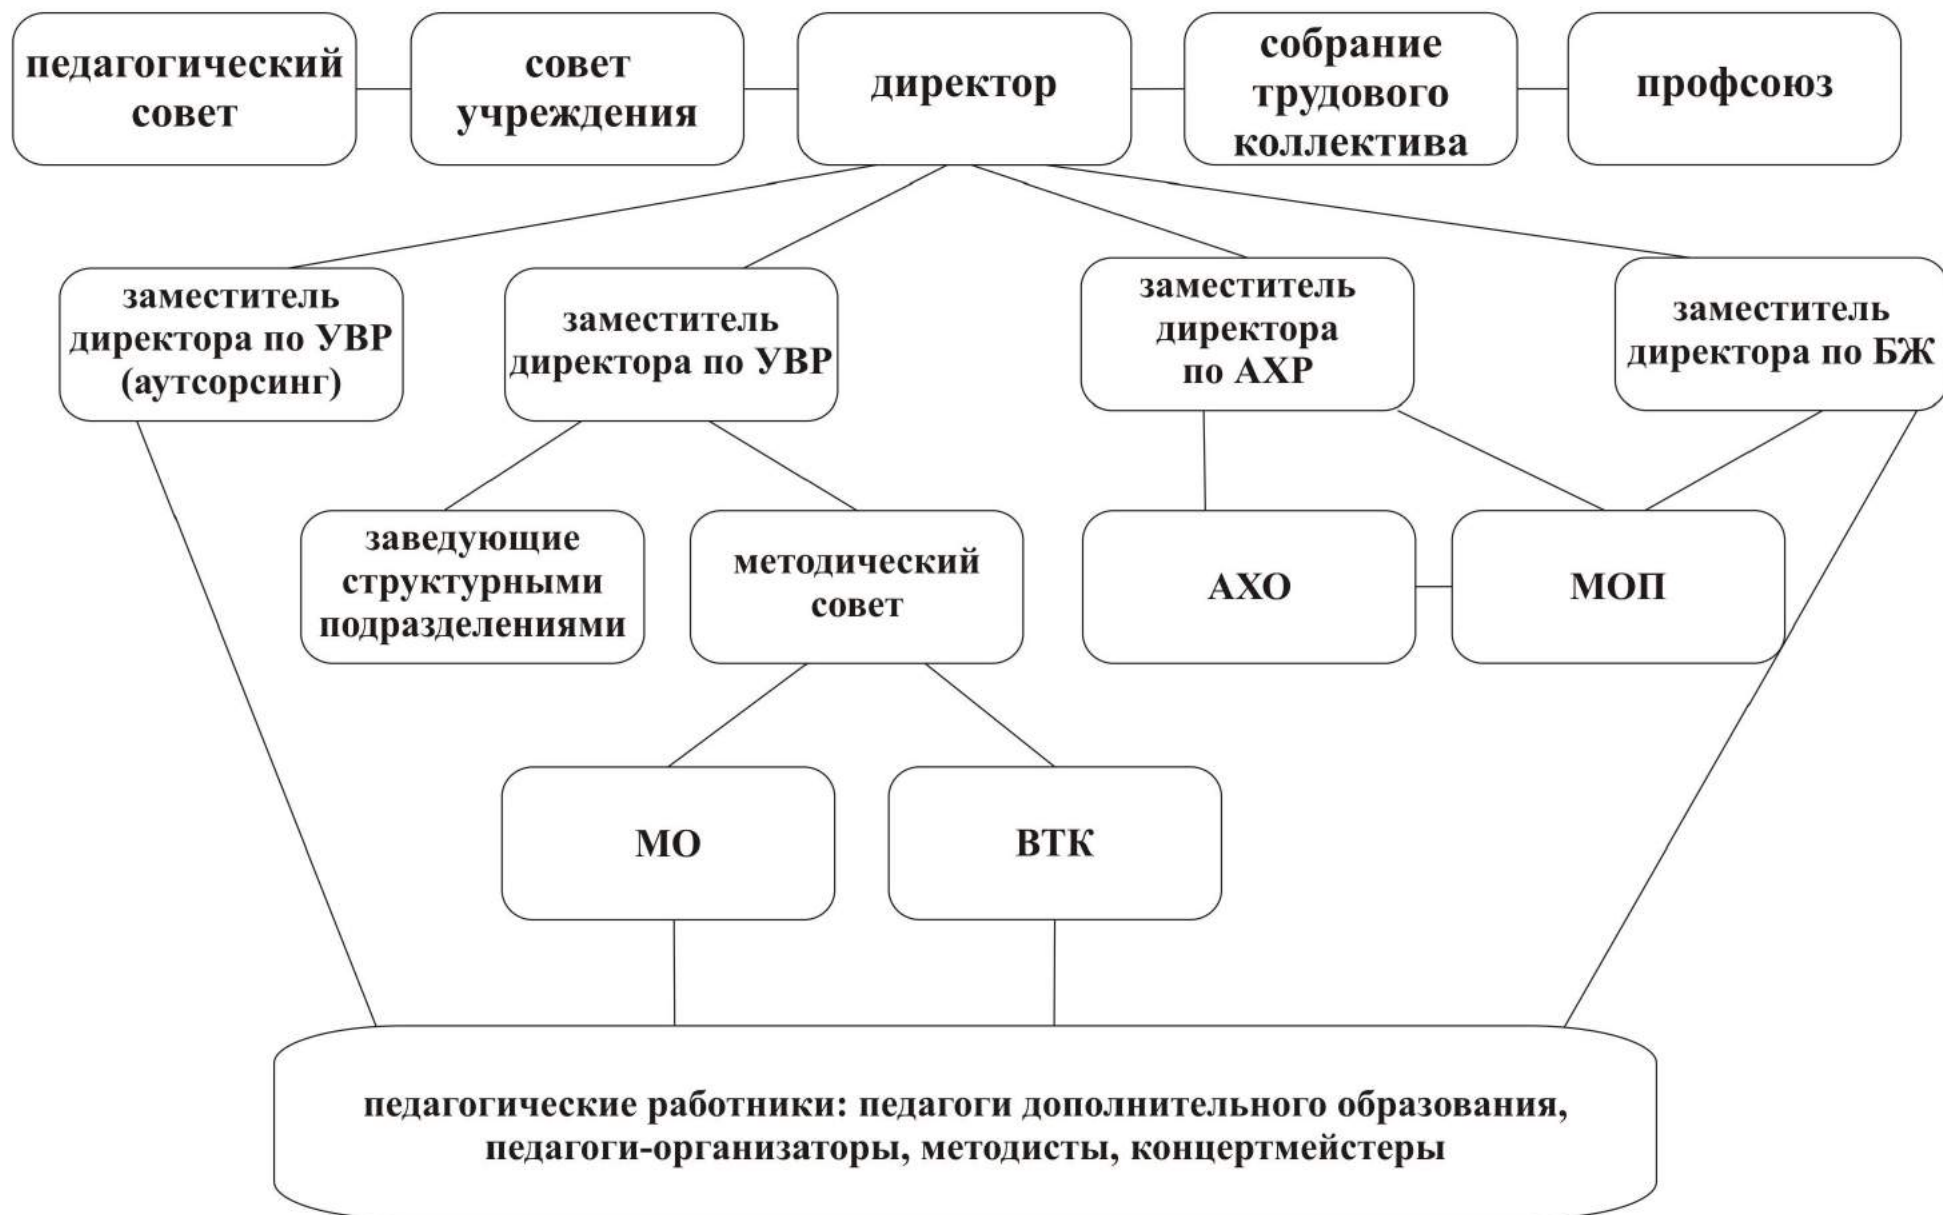 педагогический
совет
совет
учреждения
директор
собрание
трудового
коллектива
профсоюз
заместитель
директора по УВР
(аутсорсинг)
заместитель
директора по УВР
заместитель
директора
по АХР
заместитель
директора по БЖ
заведующие
структурными
подразделениями
методический
совет
АХО
МОП
МО
ВТК
педагогические работники: педагоги дополнительного образования,
педагоги-организаторы, методисты, концертмейстеры